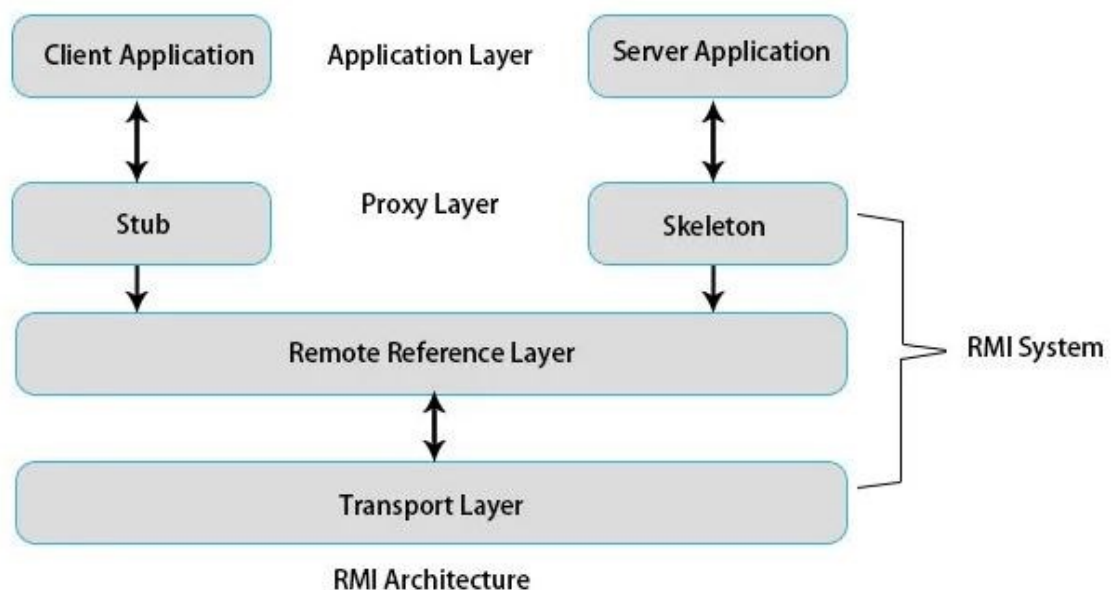 Client Application
Application Layer
Server Application
Stub
Proxy Layer
Skeleton
Remote Reference Layer
RMI System
Transport Layer
RMI Architecture